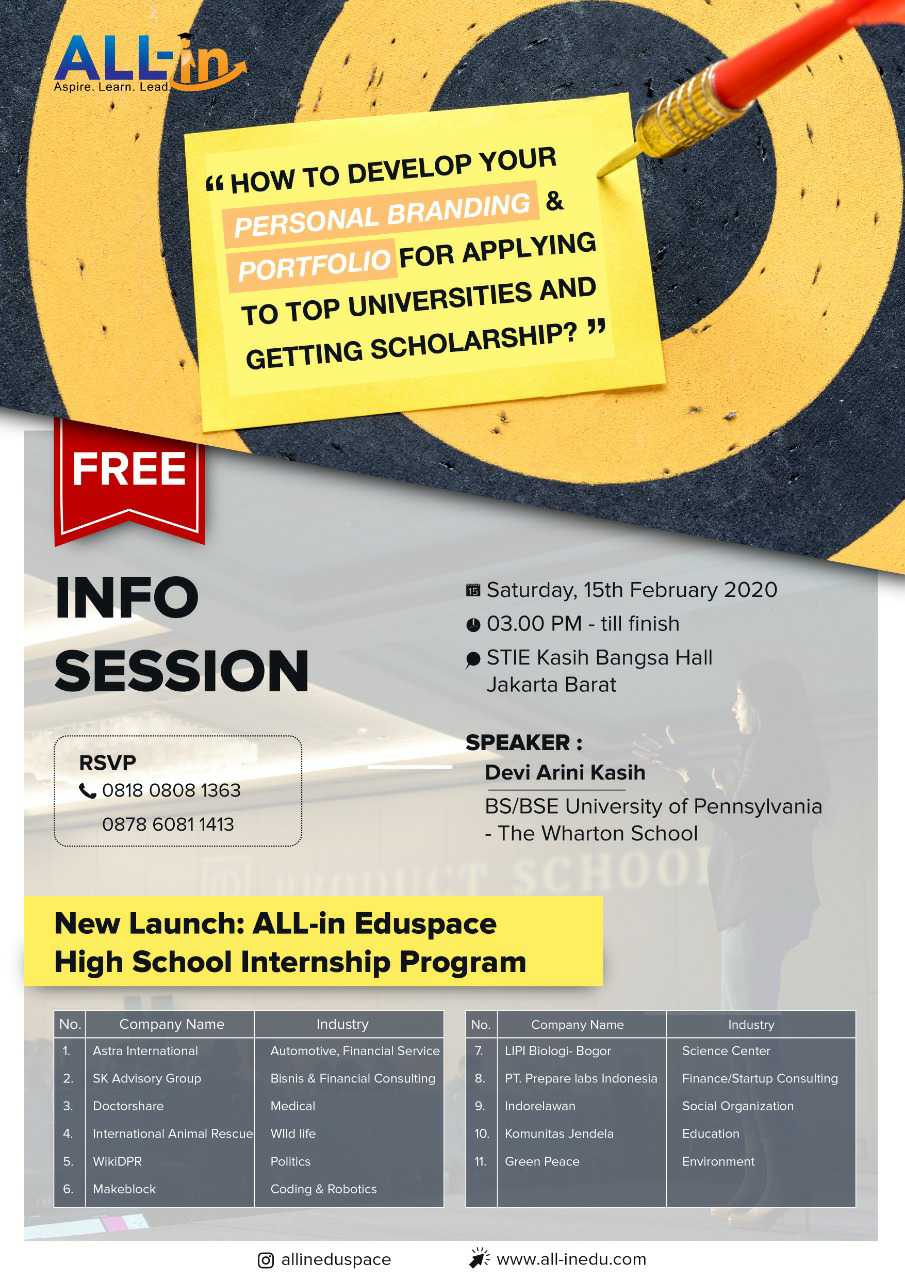 ALL-in
Aspire. Learn. Lead
“ HOW TO DEVELOP YOUR
PERSONAL BRANDING &
PORTFOLIO FOR APPLYING
TO TOP UNIVERSITIES AND
GETTING SCHOLARSHIP? ”
FREE
INFO
SESSION
15
Saturday, 15th February 2020
03.00 PM - till finish
STIE Kasih Bangsa Hall
Jakarta Barat
RSVP
0818 0808 1363
0878 6081 1413
SPEAKER :
Devi Arini Kasih
BS/BSE University of Pennsylvania
- The Wharton School
PRODUCT SCHOOL
New Launch: ALL-in Eduspace
High School Internship Program
No. Company Name Industry
1. Astra International Automotive, Financial Service
2. SK Advisory Group Bisnis & Financial Consulting
3. Doctorshare Medical
4. International Animal Rescue WIld life
5. WikiDPR Politics
6. Makeblock Coding & Robotics
No. Company Name Industry
7. LIPI Biologi- Bogor Science Center
8. PT. Prepare labs Indonesia Finance/Startup Consulting
9. Indorelawan Social Organization
10. Komunitas Jendela Education
11. Green Peace Environment
allineduspace
www.all-inedu.com